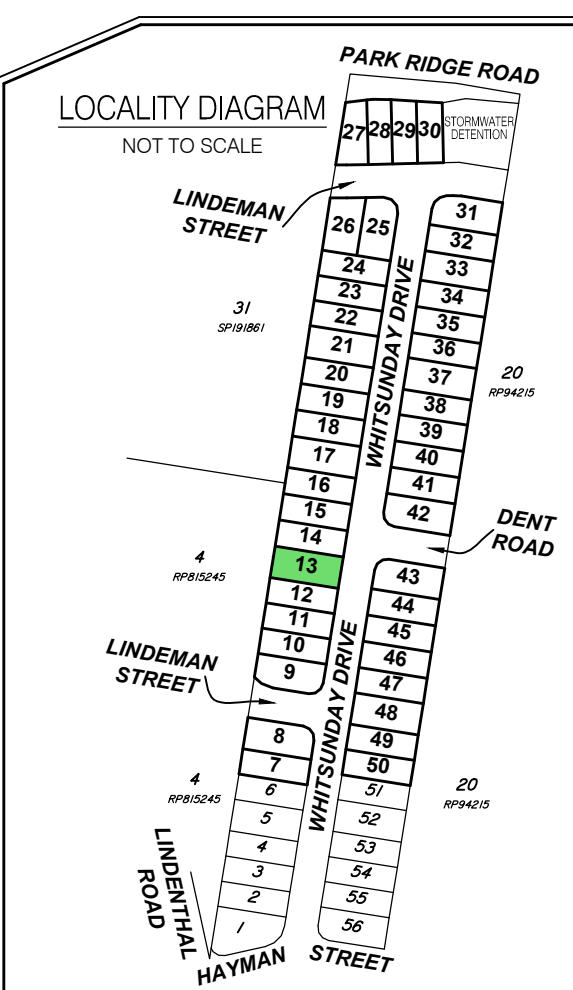 PARK RIDGE ROAD
LOCALITY DIAGRAM
NOT TO SCALE
27 28 29 30
STORMWATER
DETENTION
LINDEMAN
STREET
26 25
31
32
24
33
23
34
22
35
21
36
20
37
19
38
18
39
17
40
16
41
15
42
14
WHITSUNDAY DRIVE
31
SP191861
20
RP94215
DENT
ROAD
13
43
12
44
11
45
10
46
9
47
4
RP815245
LINDEMAN
STREET
WHITSUNDAY DRIVE
48
8
49
7
50
6
51
5
52
4
53
3
54
2
55
1
56
4
RP815245
20
RP94215
LINDENTHAL
ROAD
HAYMAN STREET